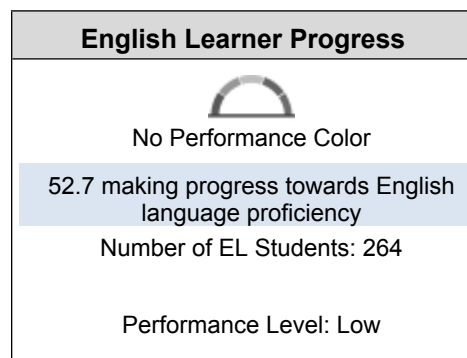 English Learner Progress
No Performance Color
52.7 making progress towards English
language proficiency
Number of EL Students: 264
Performance Level: Low